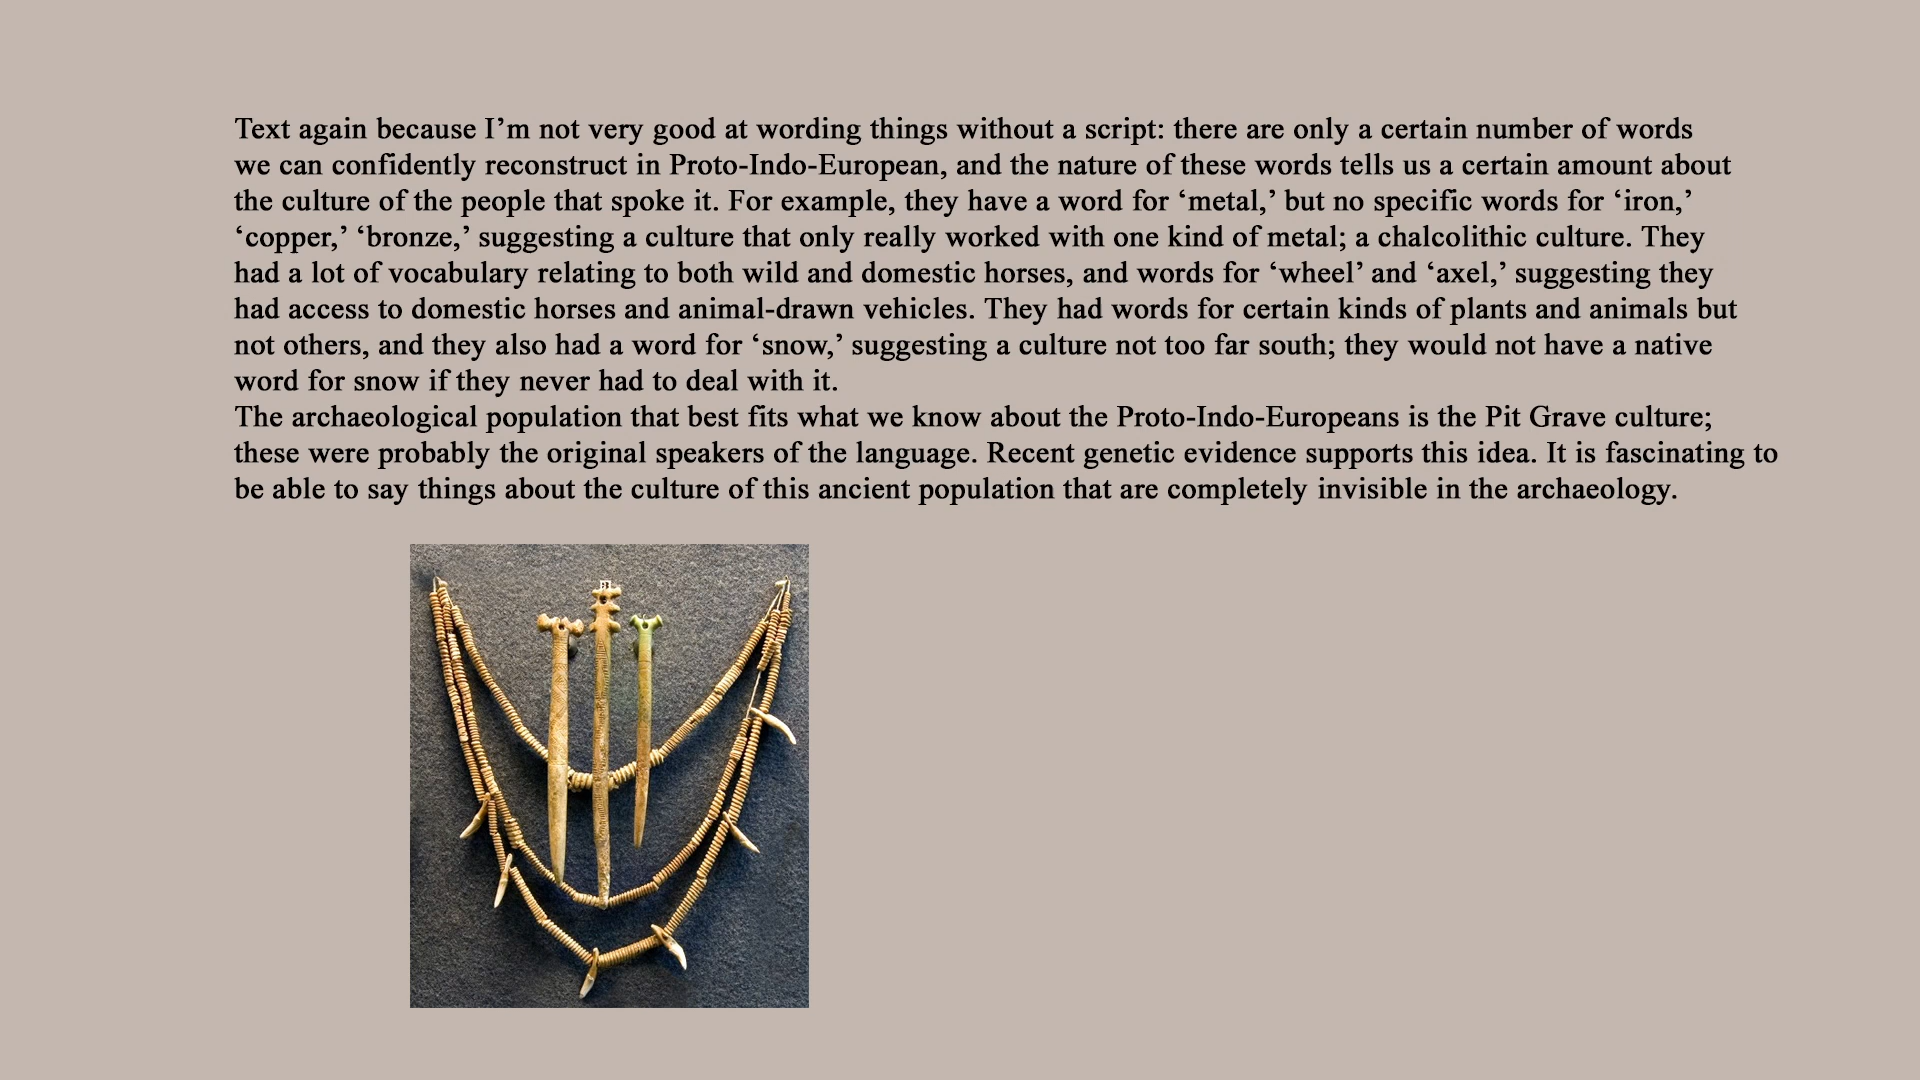 Text again because I’m not very good at wording things without a script: there are only a certain number of words
we can confidently reconstruct in Proto-Indo-European, and the nature of these words tells us a certain amount about
the culture of the people that spoke it. For example, they have a word for ‘metal,’ but no specific words for ‘iron,’
‘copper,’ ‘bronze,’ suggesting a culture that only really worked with one kind of metal; a chalcolithic culture. They
had a lot of vocabulary relating to both wild and domestic horses, and words for ‘wheel’ and ‘axel,’ suggesting they
had access to domestic horses and animal-drawn vehicles. They had words for certain kinds of plants and animals but
not others, and they also had a word for ‘snow,’ suggesting a culture not too far south; they would not have a native
word for snow if they never had to deal with it.
The archaeological population that best fits what we know about the Proto-Indo-Europeans is the Pit Grave culture;
these were probably the original speakers of the language. Recent genetic evidence supports this idea. It is fascinating to
be able to say things about the culture of this ancient population that are completely invisible in the archaeology.